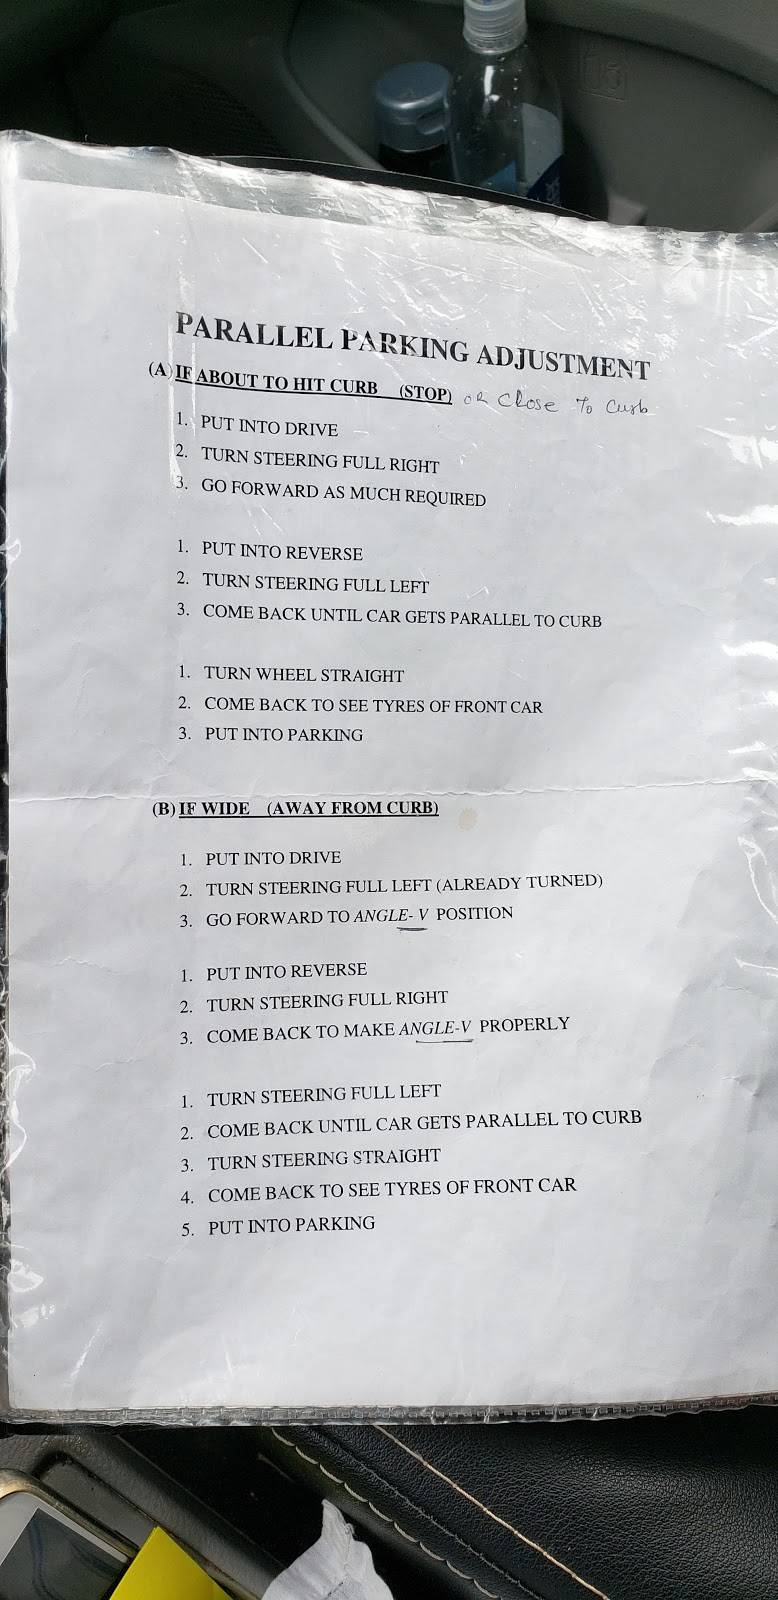 PARALLEL PARKING ADJUSTMENT
(A) IF ABOUT TO HIT CURB (STOP) OR Close To Curb
1. PUT INTO DRIVE
2. TURN STEERING FULL RIGHT
3. GO FORWARD AS MUCH REQUIRED
1. PUT INTO REVERSE
2. TURN STEERING FULL LEFT
3. COME BACK UNTIL CAR GETS PARALLEL TO CURB
1. TURN WHEEL STRAIGHT
2. COME BACK TO SEE TYRES OF FRONT CAR
3. PUT INTO PARKING
(B) IF WIDE (AWAY FROM CURB)
1. PUT INTO DRIVE
2. TURN STEERING FULL LEFT (ALREADY TURNED)
3. GO FORWARD TO ANGLE- V POSITION
1. PUT INTO REVERSE
2. TURN STEERING FULL RIGHT
3. COME BACK TO MAKE ANGLE-V PROPERLY
1. TURN STEERING FULL LEFT
2. COME BACK UNTIL CAR GETS PARALLEL TO CURB
3. TURN STEERING STRAIGHT
4. COME BACK TO SEE TYRES OF FRONT CAR
5. PUT INTO PARKING